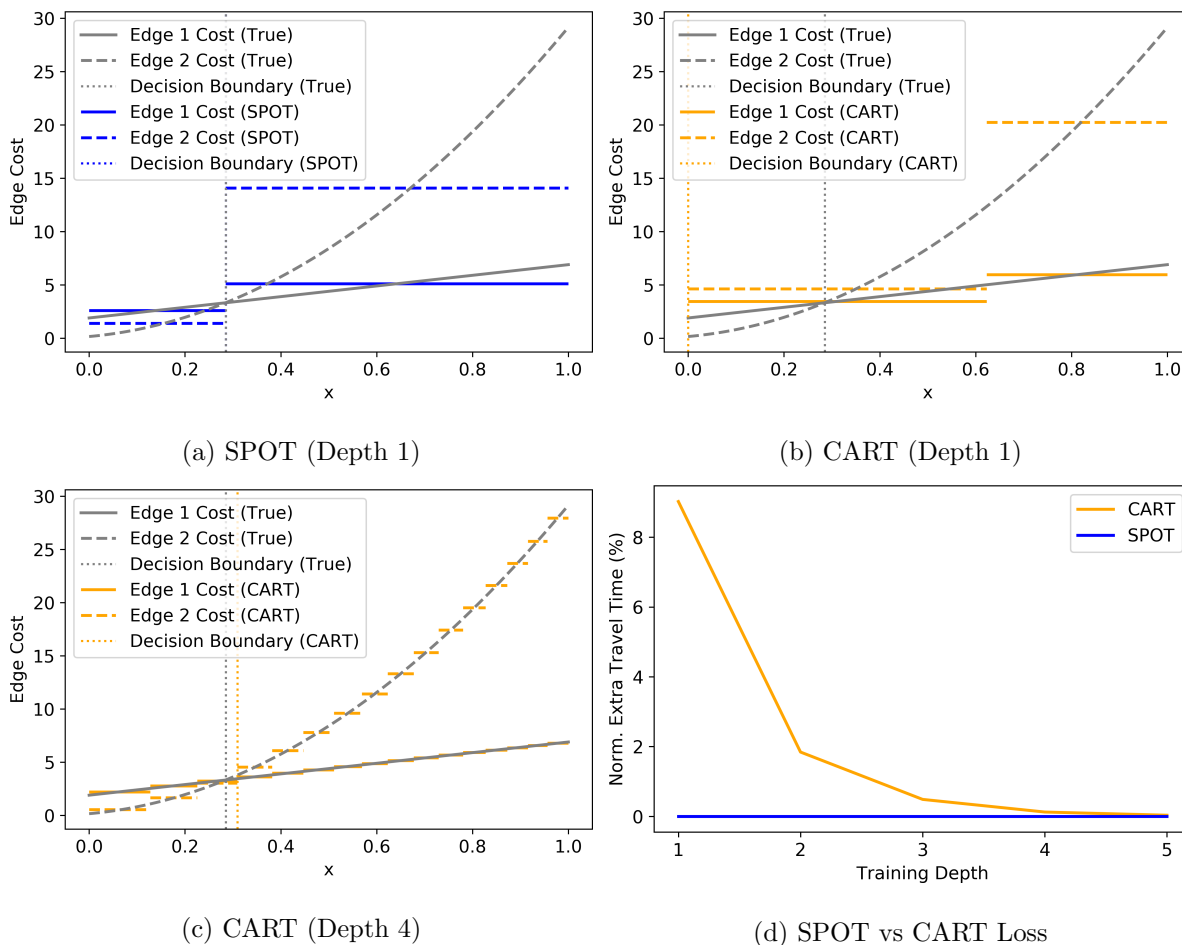 Edge 1 Cost (True)
Edge 2 Cost (True)
Decision Boundary (True)
Edge 1 Cost (SPOT)
Edge 2 Cost (SPOT)
Decision Boundary (SPOT)
Edge Cost
30
25
20
15
10
5
0
0.0 0.2 0.4 0.6 0.8 1.0
x
(a) SPOT (Depth 1)
Edge 1 Cost (True)
Edge 2 Cost (True)
Decision Boundary (True)
Edge 1 Cost (CART)
Edge 2 Cost (CART)
Decision Boundary (CART)
Edge Cost
30
25
20
15
10
5
0
0.0 0.2 0.4 0.6 0.8 1.0
x
(b) CART (Depth 1)
Edge 1 Cost (True)
Edge 2 Cost (True)
Decision Boundary (True)
Edge 1 Cost (CART)
Edge 2 Cost (CART)
Decision Boundary (CART)
Edge Cost
30
25
20
15
10
5
0
0.0 0.2 0.4 0.6 0.8 1.0
x
(c) CART (Depth 4)
CART
SPOT
Norm. Extra Travel Time (%)
8
6
4
2
0
1 2 3 4 5
Training Depth
(d) SPOT vs CART Loss